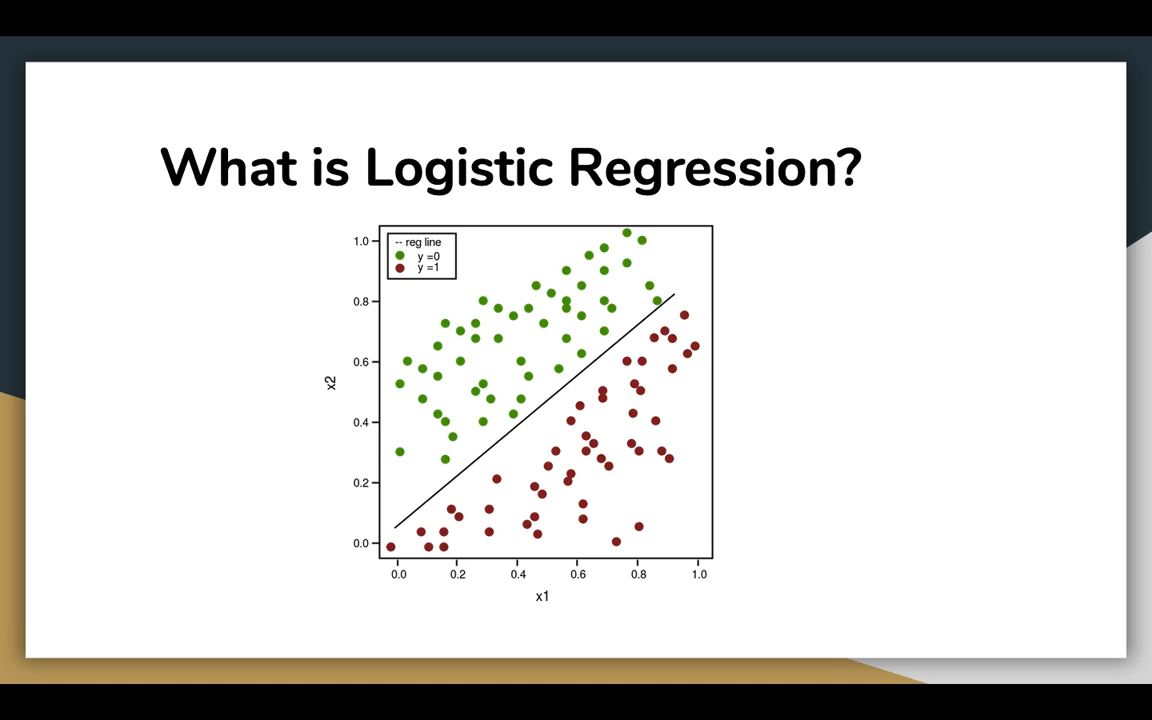 What is Logistic Regression?
-- reg line
y =0
y =1
1.0
0.8
0.6
0.4
0.2
0.0
x2
0.0 0.2 0.4 0.6 0.8 1.0
x1